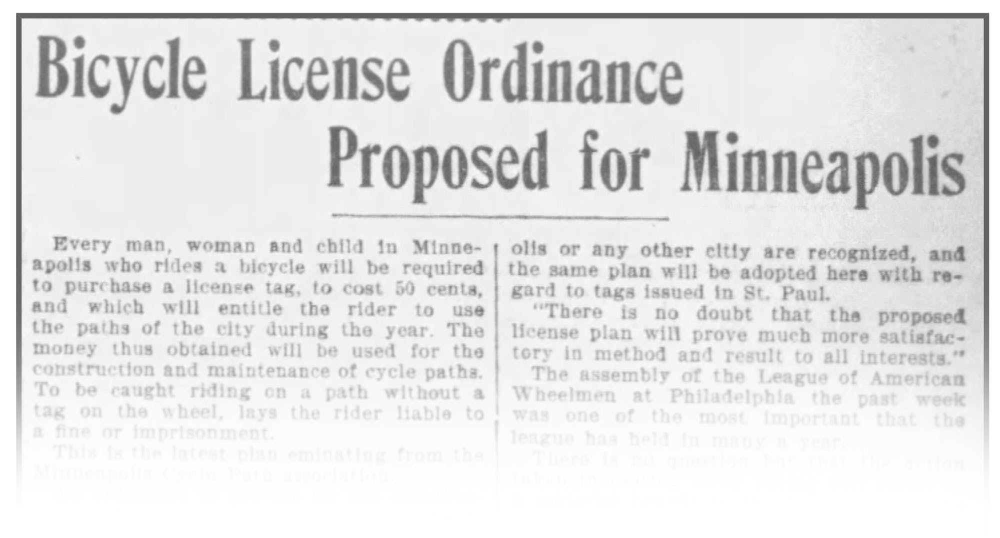 Bicycle License Ordinance
Proposed for Minneapolis
Every man, woman and child in Minne-
apolis who rides a bicycle will be required
to purchase a license tag, to cost 50 cents,
and which will entitle the rider to use
the paths of the city during the year. The
money thus obtained will be used for the
construction and maintenance of cycle paths.
To be caught riding on a path without a
tag on the wheel, lays the rider liable to
a fine or imprisonment.
This is the latest plan eminating from the
Minneapolis Cycle Path association.
olis or any other citiy are recognized, and
the same plan will be adopted here with re-
gard to tags issued in St. Paul.
"There is no doubt that the proposed
license plan will prove much more satisfac-
tory in method and result to all interests."
The assembly of the League of American
Wheelmen at Philadelphia the past week
was one of the most important that the
league has held in many a year.
There is no question but that the action
taken in